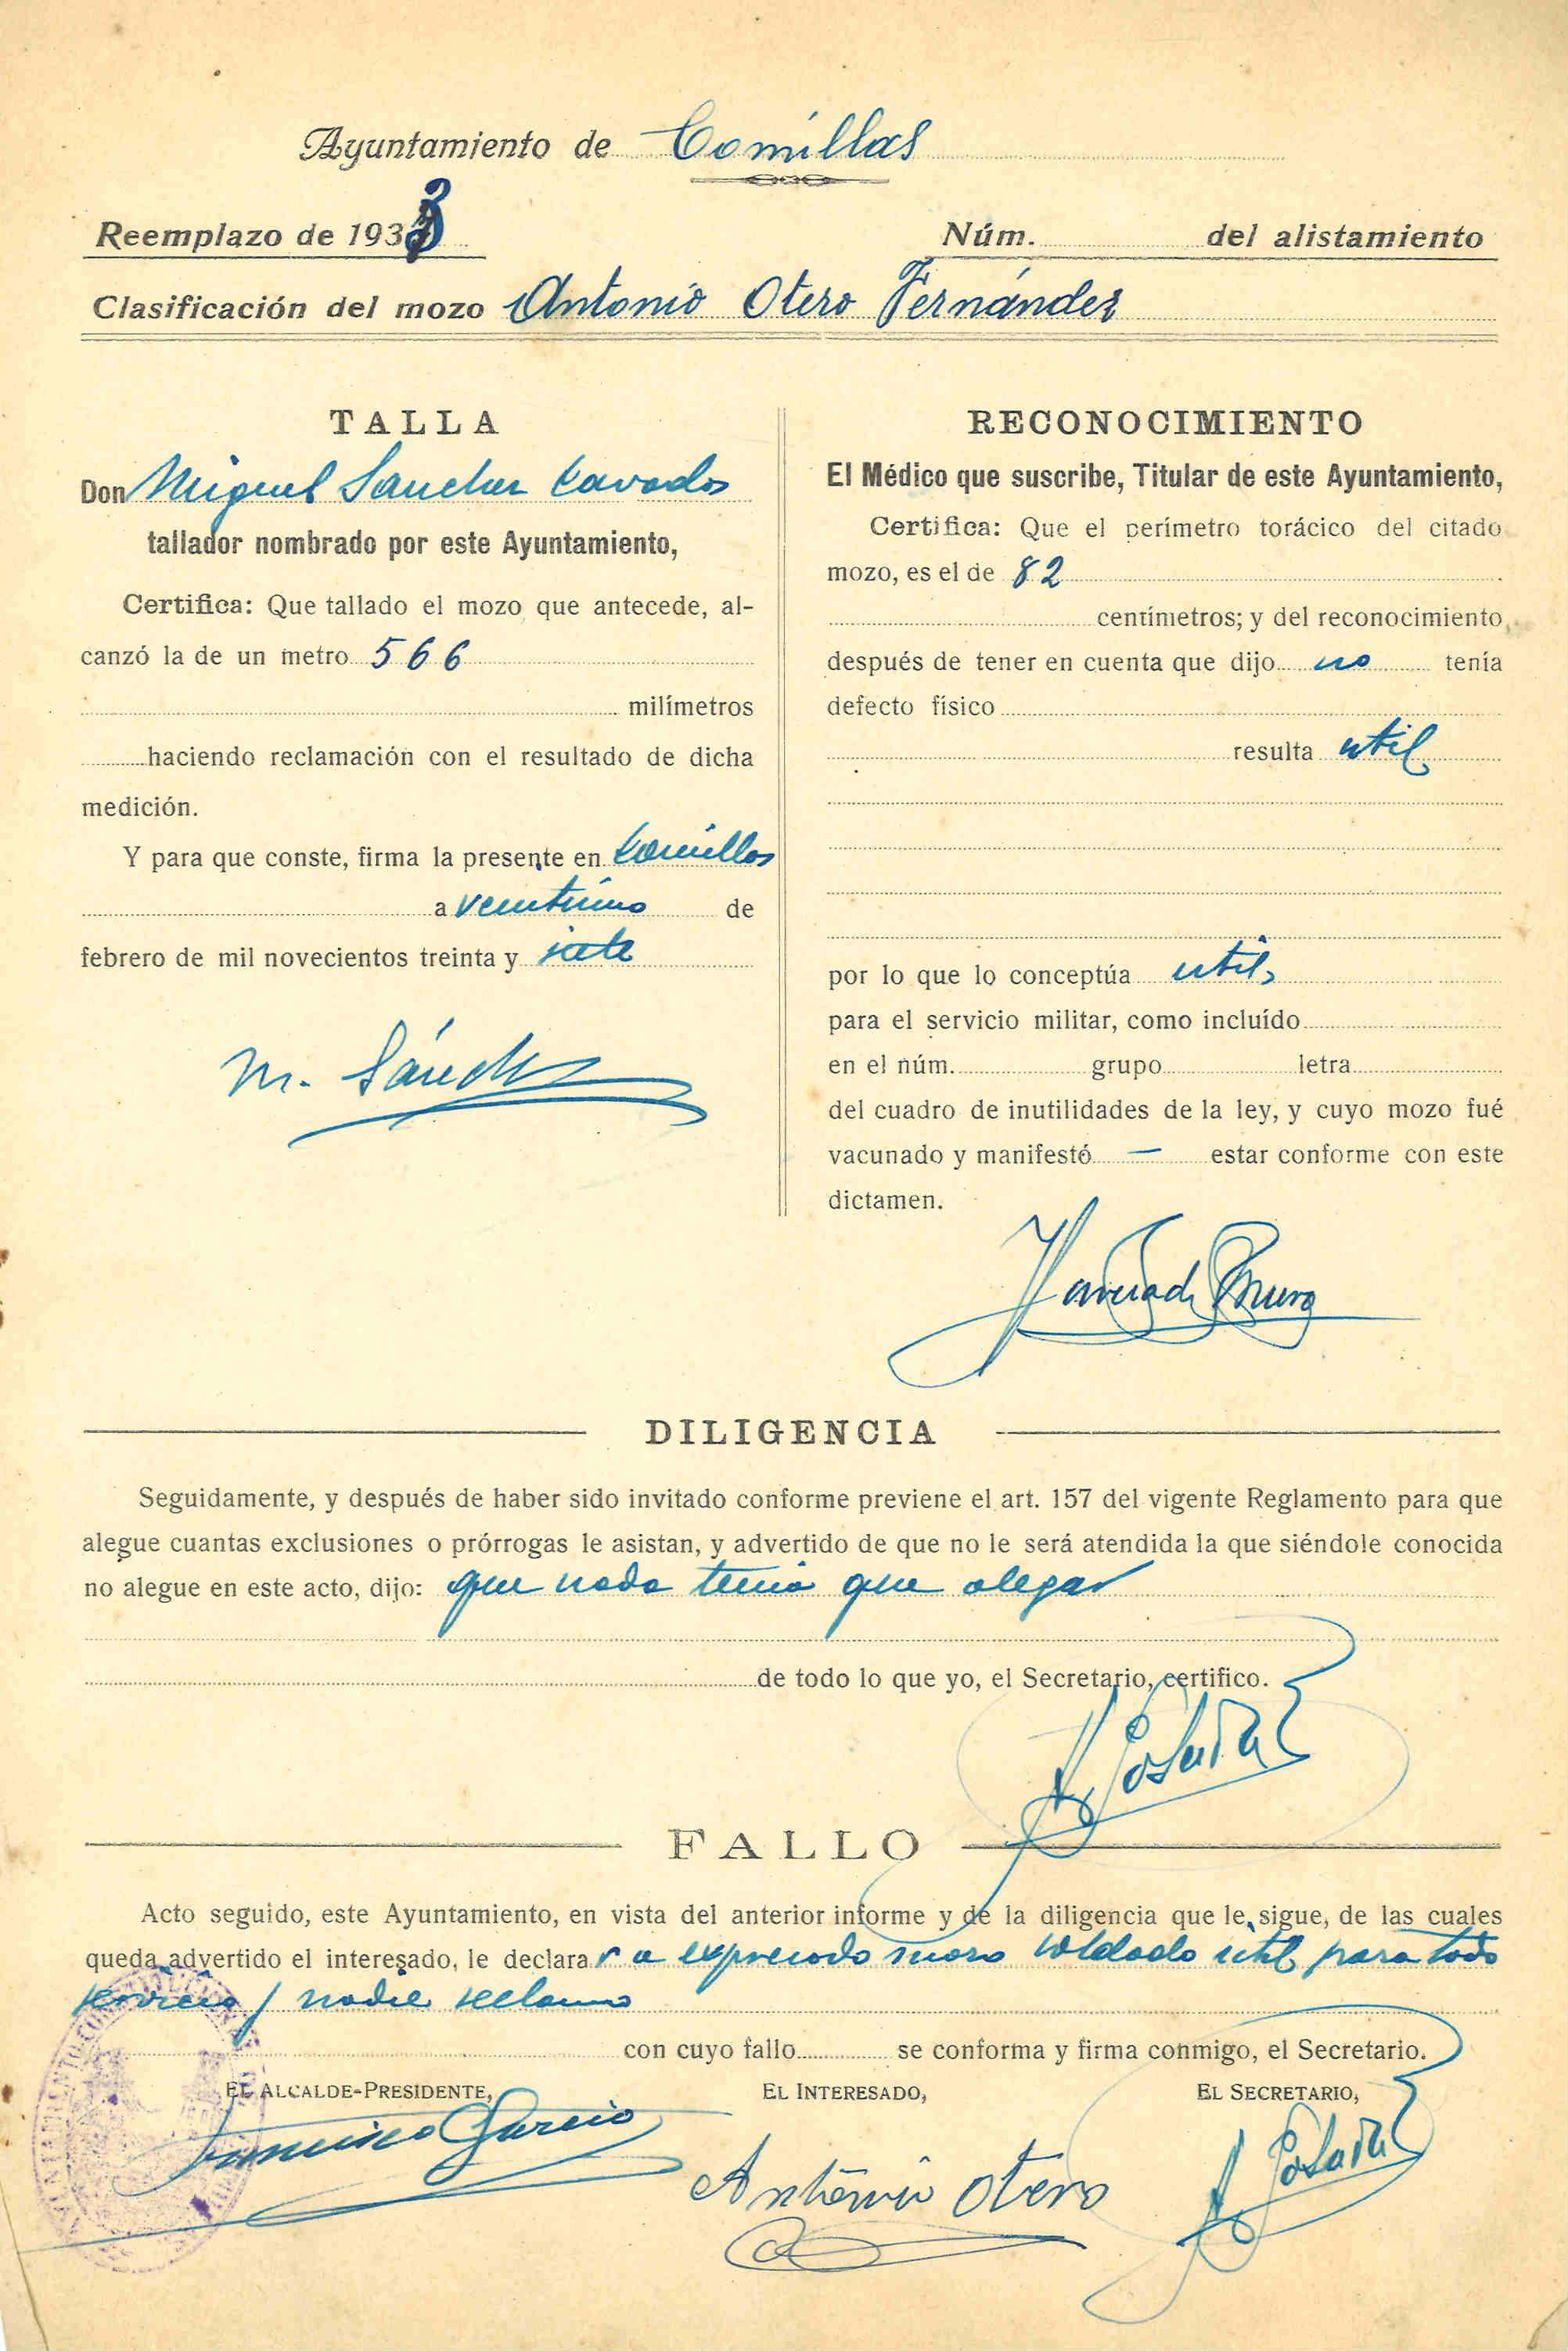 Ayuntamiento de Comillas
Reemplazo de 1933
Núm. del alistamiento
Clasificación del mozo Antonio Otero Fernández
TALLA
Don Miguel Sanchez
tallador nombrado por este Ayuntamiento,
Certifica: Que tallado el mozo que antecede, al-
canzó la de un metro 566
milímetros
haciendo reclamación con el resultado de dicha
medición.
Y para que conste, firma la presente en Comillas
a veintiuno de
febrero de mil novecientos treinta y siete
M. Sánchez
RECONOCIMIENTO
El Médico que suscribe, Titular de este Ayuntamiento,
Certifica: Que el perímetro torácico del citado
mozo, es el de 82
centímetros; y del reconocimiento,
después de tener en cuenta que dijo no tenía
defecto físico
resulta util
por lo que lo conceptúa util
para el servicio militar, como incluído
en el núm. grupo letra
del cuadro de inutilidades de la ley, y cuyo mozo fué
vacunado y manifestó — estar conforme con este
dictamen.
DILIGENCIA
Seguidamente, y después de haber sido invitado conforme previene el art. 157 del vigente Reglamento para que
alegue cuantas exclusiones o prórrogas le asistan, y advertido de que no le será atendida la que siéndole conocida
no alegue en este acto, dijo: que nada tenia que alegar
de todo lo que yo, el Secretario, certifico.
Posada
FALLO
Acto seguido, este Ayuntamiento, en vista del anterior informe y de la diligencia que le sigue, de las cuales
queda advertido el interesado, le declara r a expresado mozo soldado útil para todo
servicio / nadie reclamo
con cuyo fallo se conforma y firma conmigo, el Secretario.
EL ALCALDE-PRESIDENTE,
EL INTERESADO,
EL SECRETARIO,
Francisco Garcia
Antonio Otero
Posada